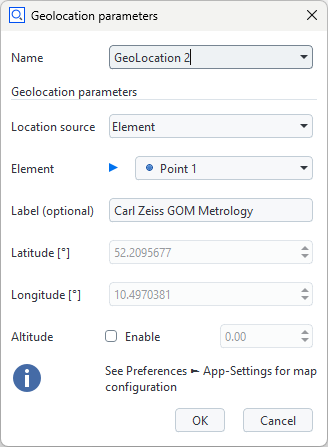 Geolocation parameters
Name GeoLocation 2
Geolocation parameters
Location source Element
Element Point 1
Label (optional) Carl Zeiss GOM Metrology
Latitude [°] 52.2095677
Longitude [°] 10.4970381
Altitude Enable 0.00
See Preferences ► App-Settings for map
configuration
OK Cancel